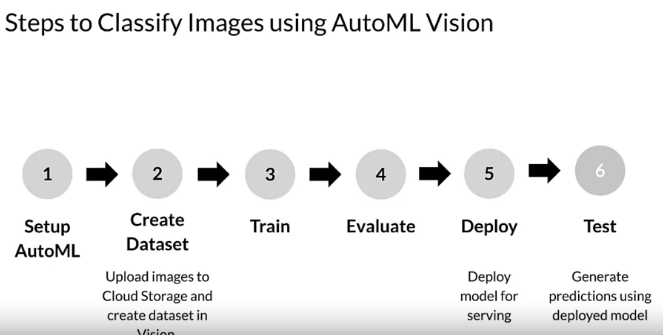 Steps to Classify Images using AutoML Vision
1
2
3
4
5
6
Setup
AutoML
Create
Dataset
Train
Evaluate
Deploy
Test
Upload images to
Cloud Storage and
create dataset in
Vision
Deploy
model for
serving
Generate
predictions using
deployed model